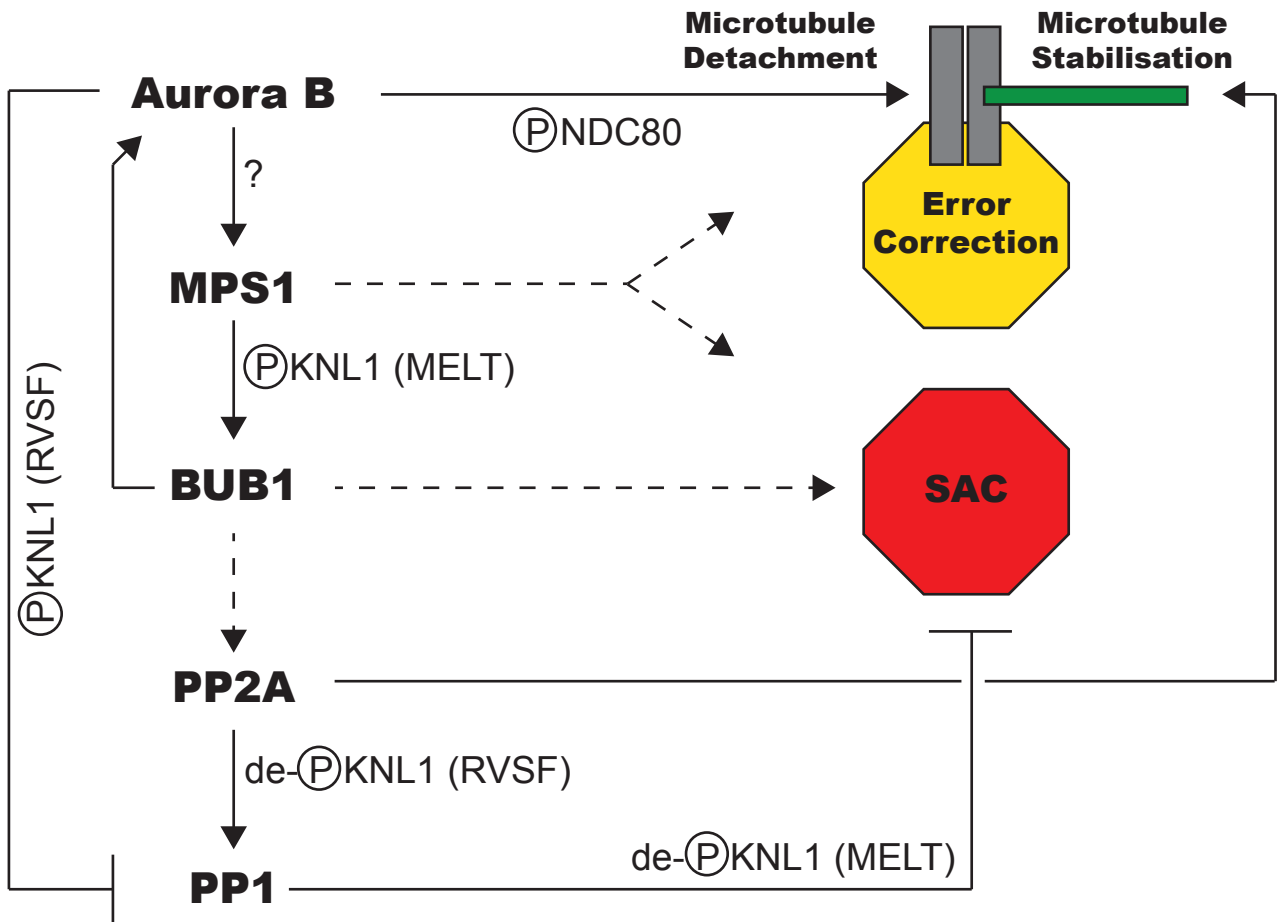 Microtubule
Detachment
Microtubule
Stabilisation
Aurora B
ⓅNDC80
?
Error
Correction
MPS1
ⓅKNL1 (MELT)
ⓅKNL1 (RVSF)
BUB1
SAC
PP2A
de-ⓅKNL1 (RVSF)
de-ⓅKNL1 (MELT)
PP1